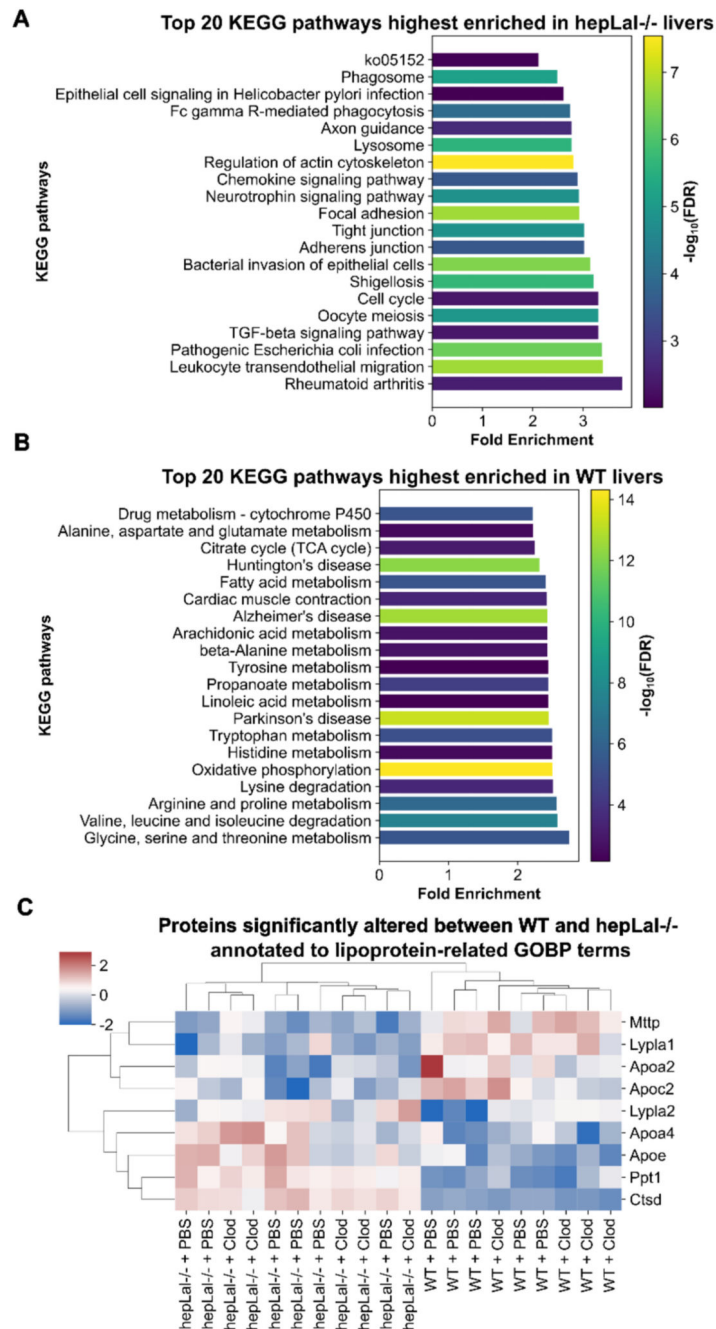 A
Top 20 KEGG pathways highest enriched in hepLal-/- livers
KEGG pathways
ko05152
Phagosome
Epithelial cell signaling in Helicobacter pylori infection
Fc gamma R-mediated phagocytosis
Axon guidance
Lysosome
Regulation of actin cytoskeleton
Chemokine signaling pathway
Neurotrophin signaling pathway
Focal adhesion
Tight junction
Adherens junction
Bacterial invasion of epithelial cells
Shigellosis
Cell cycle
Oocyte meiosis
TGF-beta signaling pathway
Pathogenic Escherichia coli infection
Leukocyte transendothelial migration
Rheumatoid arthritis
0 1 2 3
Fold Enrichment
7
6
5
4
3
-log10(FDR)
B
Top 20 KEGG pathways highest enriched in WT livers
KEGG pathways
Drug metabolism - cytochrome P450
Alanine, aspartate and glutamate metabolism
Citrate cycle (TCA cycle)
Huntington's disease
Fatty acid metabolism
Cardiac muscle contraction
Alzheimer's disease
Arachidonic acid metabolism
beta-Alanine metabolism
Tyrosine metabolism
Propanoate metabolism
Linoleic acid metabolism
Parkinson's disease
Tryptophan metabolism
Histidine metabolism
Oxidative phosphorylation
Lysine degradation
Arginine and proline metabolism
Valine, leucine and isoleucine degradation
Glycine, serine and threonine metabolism
0 1 2
Fold Enrichment
14
12
10
8
6
4
-log10(FDR)
C
Proteins significantly altered between WT and hepLal-/-
annotated to lipoprotein-related GOBP terms
2
0
-2
Mttp
Lypla1
Apoa2
Apoc2
Lypla2
Apoa4
Apoe
Ppt1
Ctsd
hepLal-/- + PBS
hepLal-/- + PBS
hepLal-/- + Clod
hepLal-/- + Clod
hepLal-/- + PBS
hepLal-/- + PBS
hepLal-/- + PBS
hepLal-/- + Clod
hepLal-/- + Clod
hepLal-/- + PBS
hepLal-/- + Clod
WT + PBS
WT + PBS
WT + PBS
WT + Clod
WT + PBS
WT + PBS
WT + Clod
WT + Clod
WT + Clod